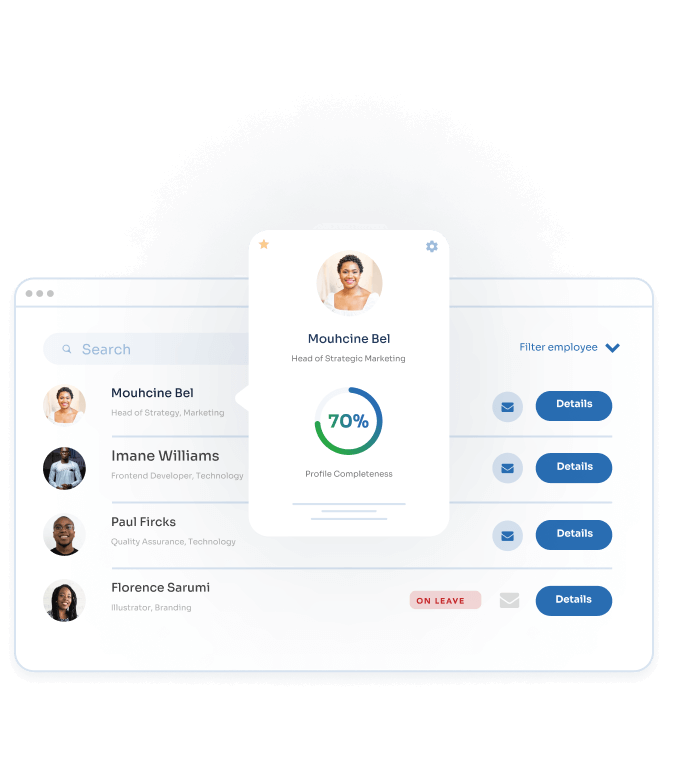 Search
Filter employee
Mouhcine Bel
Head of Strategy, Marketing
Details
Imane Williams
Frontend Developer, Technology
Details
Paul Fircks
Quality Assurance, Technology
Details
Florence Sarumi
Illustrator, Branding
ON LEAVE
Details
Mouhcine Bel
Head of Strategic Marketing
70%
Profile Completeness